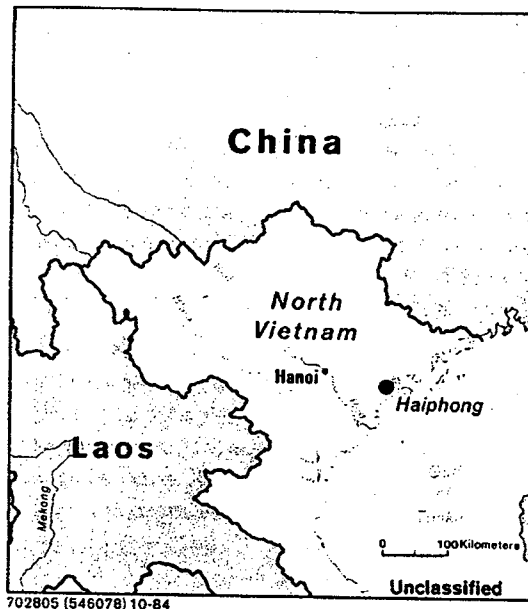 China
North
Vietnam
Hanoi
Haiphong
Laos
Mekong
0 100 Kilometers
Unclassified
702805 (546078) 10-84